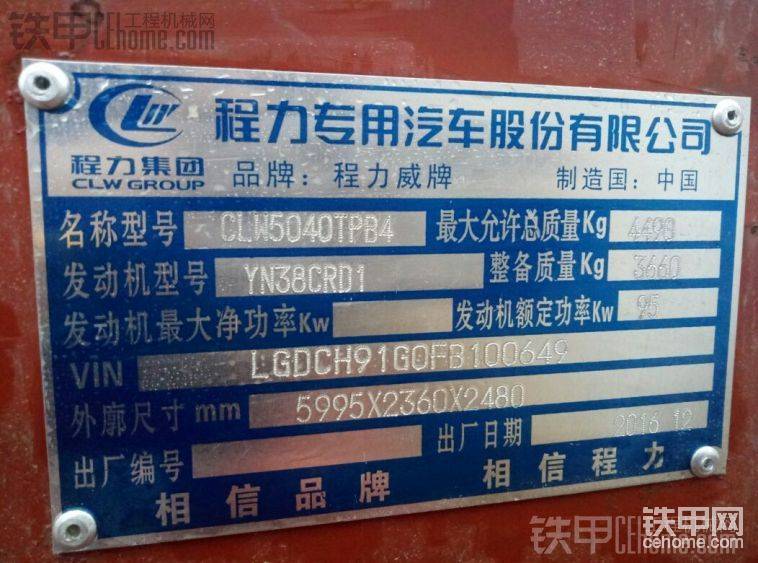 铁甲 工程机械网
CEhome.com
程力专用汽车股份有限公司
程力集团
CLW GROUP
品牌：程力威牌 制造国：中国
名称型号 CLW5040TPB4 最大允许总质量Kg 4490
发动机型号 YN38CRD1 整备质量Kg 3660
发动机最大净功率Kw 发动机额定功率Kw 95
VIN LGDCH91G0FB100649
外廓尺寸mm 5995X2360X2480
出厂编号 出厂日期 2016 12
相信品牌 相信程力
铁甲网
cehome.com